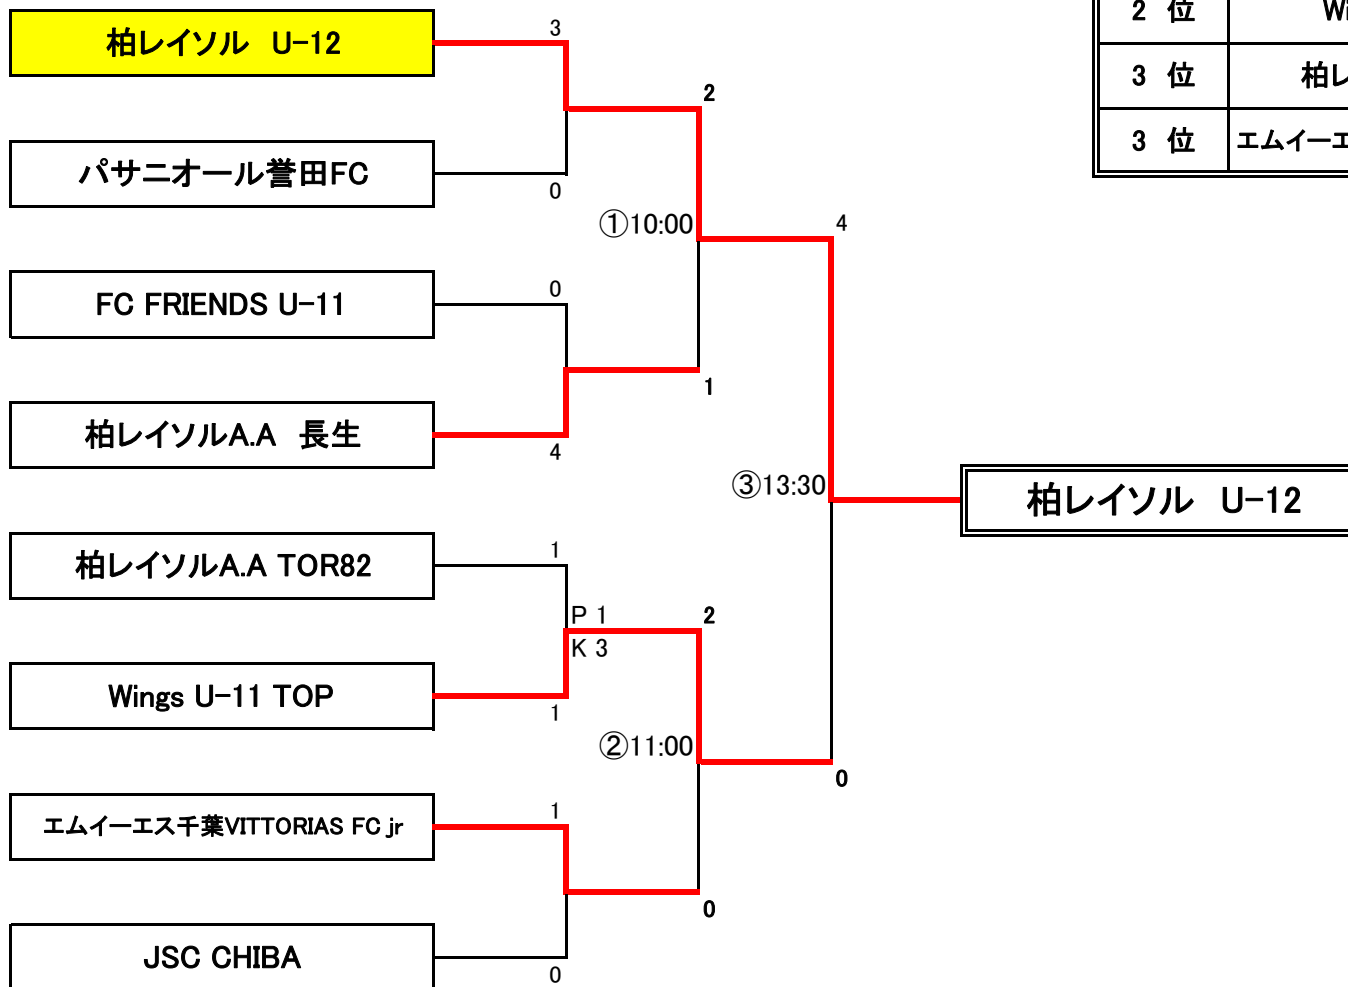 柏レイソル　U-12
3
2　位
Wi
3　位
柏レ
2
パサニオール誉田FC
0
3　位
エムイーエ
①10:00
4
FC FRIENDS U-11
0
1
柏レイソルA.A　長生
4
③13:30
柏レイソル　U-12
柏レイソルA.A TOR82
1
P 1
2
K 3
Wings U-11 TOP
1
②11:00
0
エムイーエス千葉VITTORIAS FC jr
1
0
JSC CHIBA
0